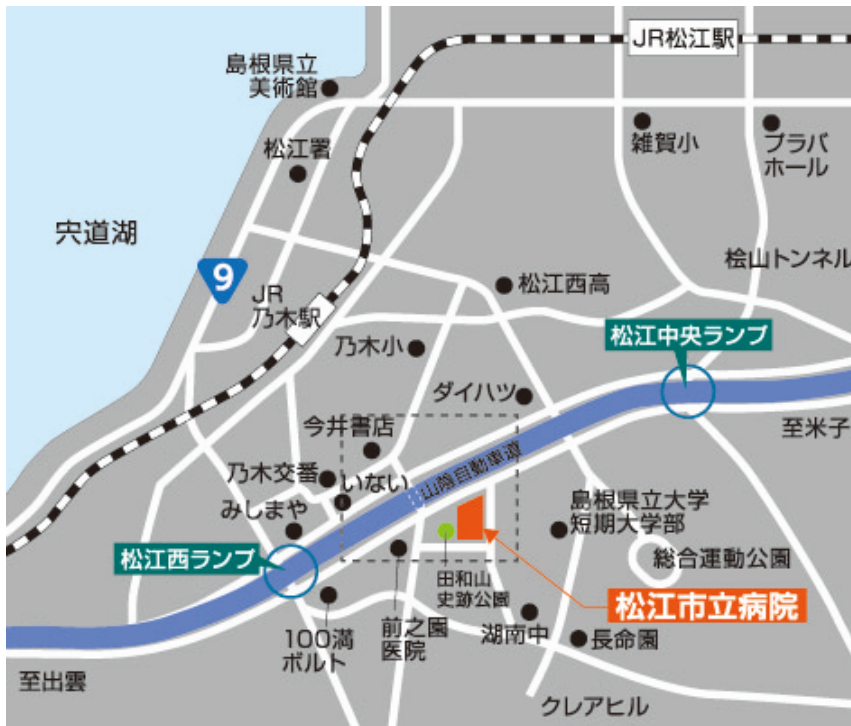 JR松江駅
島根県立
美術館
松江署
雑賀小
プラバ
ホール
宍道湖
9
JR
乃木駅
松江西高
桧山トンネル
乃木小
松江中央ランプ
ダイハツ
至米子
今井書店
山陰自動車道
乃木交番
いない
みしまや
島根県立大学
短期大学部
総合運動公園
松江西ランプ
田和山
史跡公園
松江市立病院
100満
ボルト
前之園
医院
湖南中
長命園
至出雲
クレアヒル